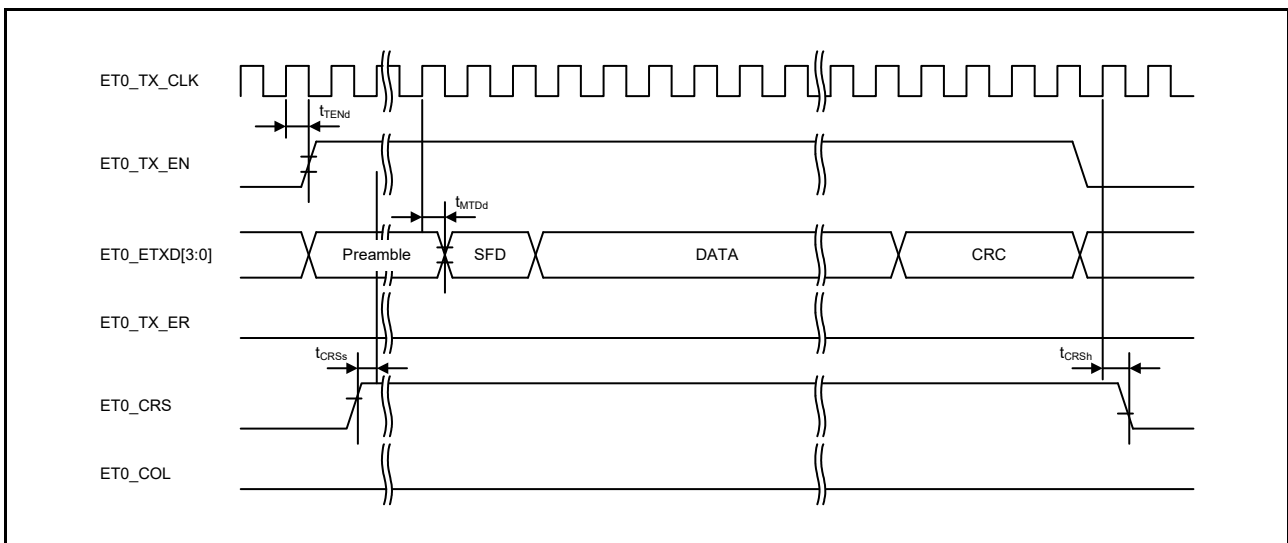 ET0_TX_CLK
tTENd
ET0_TX_EN
tMTDd
ET0_ETXD[3:0]
Preamble
SFD
DATA
CRC
ET0_TX_ER
tCRSs
tCRSh
ET0_CRS
ET0_COL